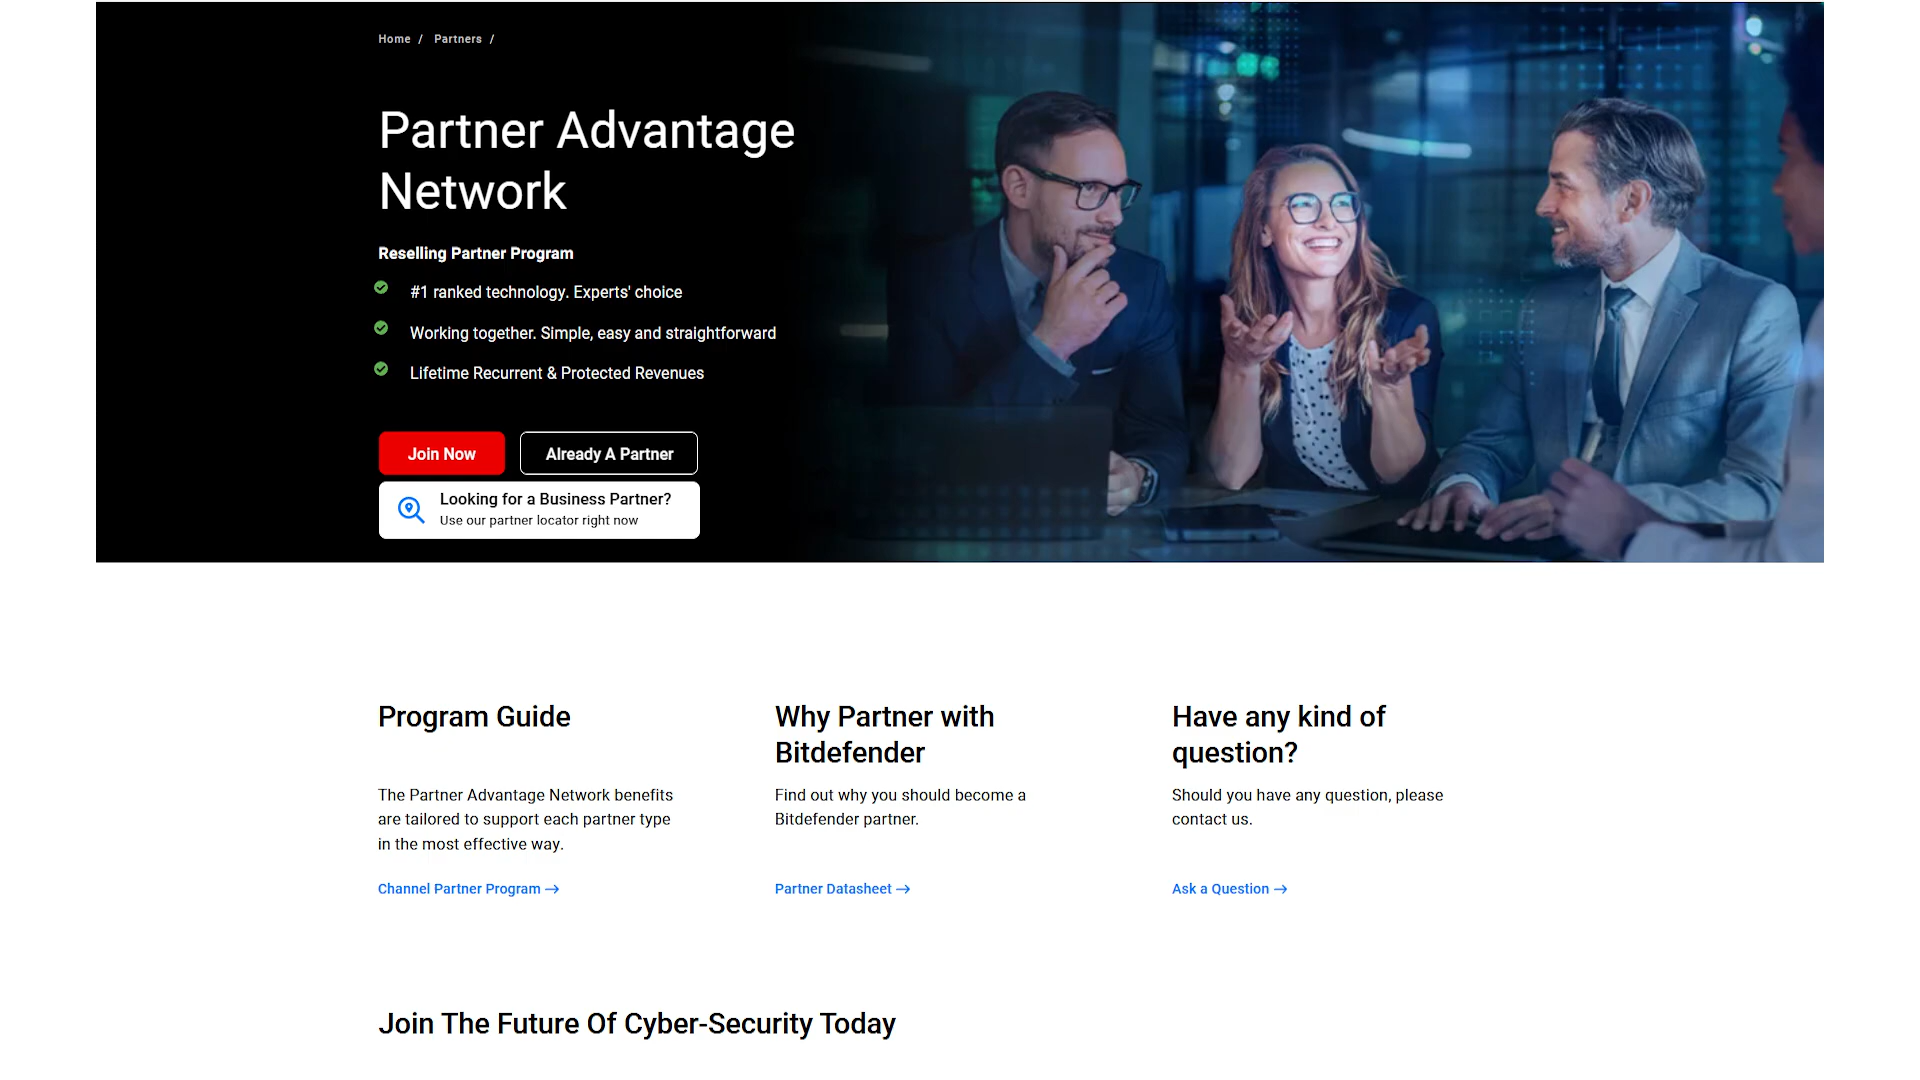 Home / Partners /
Partner Advantage
Network
Reselling Partner Program
#1 ranked technology. Experts' choice
Working together. Simple, easy and straightforward
Lifetime Recurrent & Protected Revenues
Join Now
Already A Partner
Looking for a Business Partner?
Use our partner locator right now
Program Guide
The Partner Advantage Network benefits
are tailored to support each partner type
in the most effective way.
Channel Partner Program →
Why Partner with
Bitdefender
Find out why you should become a
Bitdefender partner.
Partner Datasheet →
Have any kind of
question?
Should you have any question, please
contact us.
Ask a Question →
Join The Future Of Cyber-Security Today